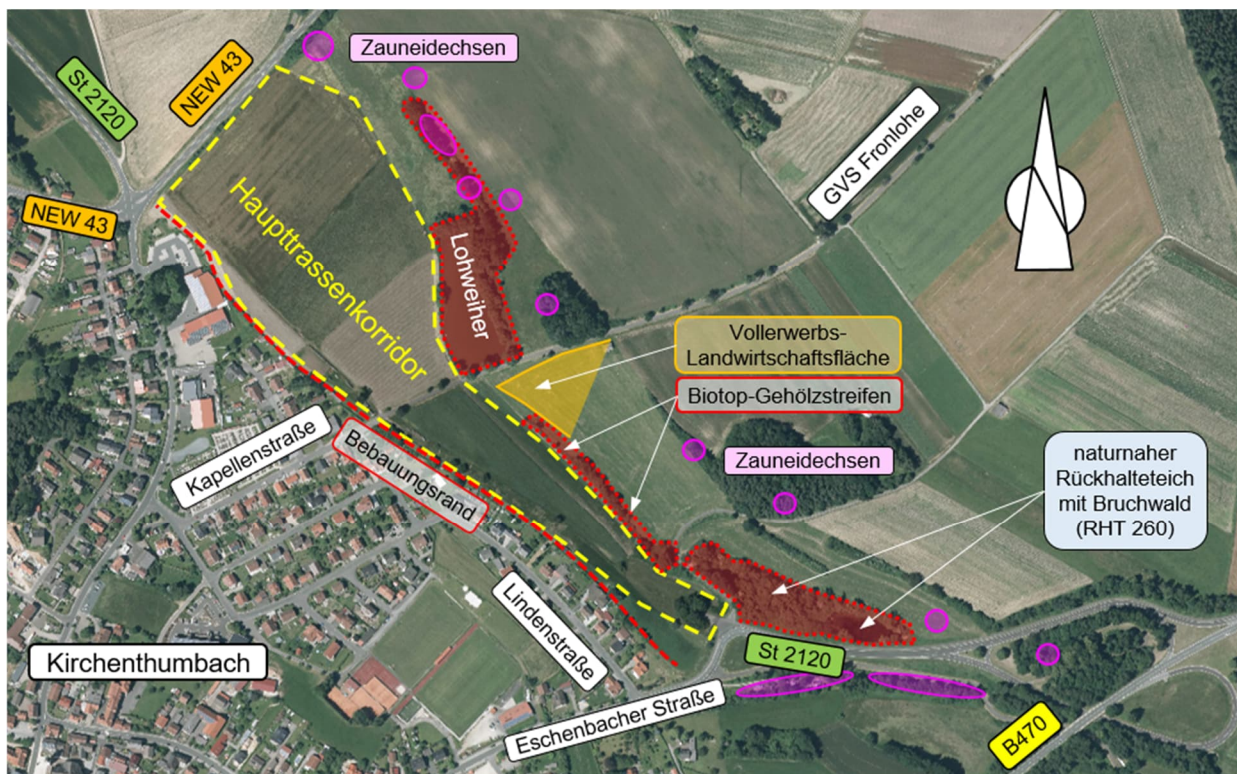 Zauneidechsen
NEW 43
St 2120
GVS Fronlohe
NEW 43
Haupttrassenkorridor
Lohweiher
Vollerwerbs-
Landwirtschaftsfläche
Biotop-Gehölzstreifen
Kapellenstraße
Bebauungsrand
Zauneidechsen
naturnaher
Rückhalteteich
mit Bruchwald
(RHT 260)
Lindenstraße
Kirchenthumbach
St 2120
Eschenbacher Straße
B470